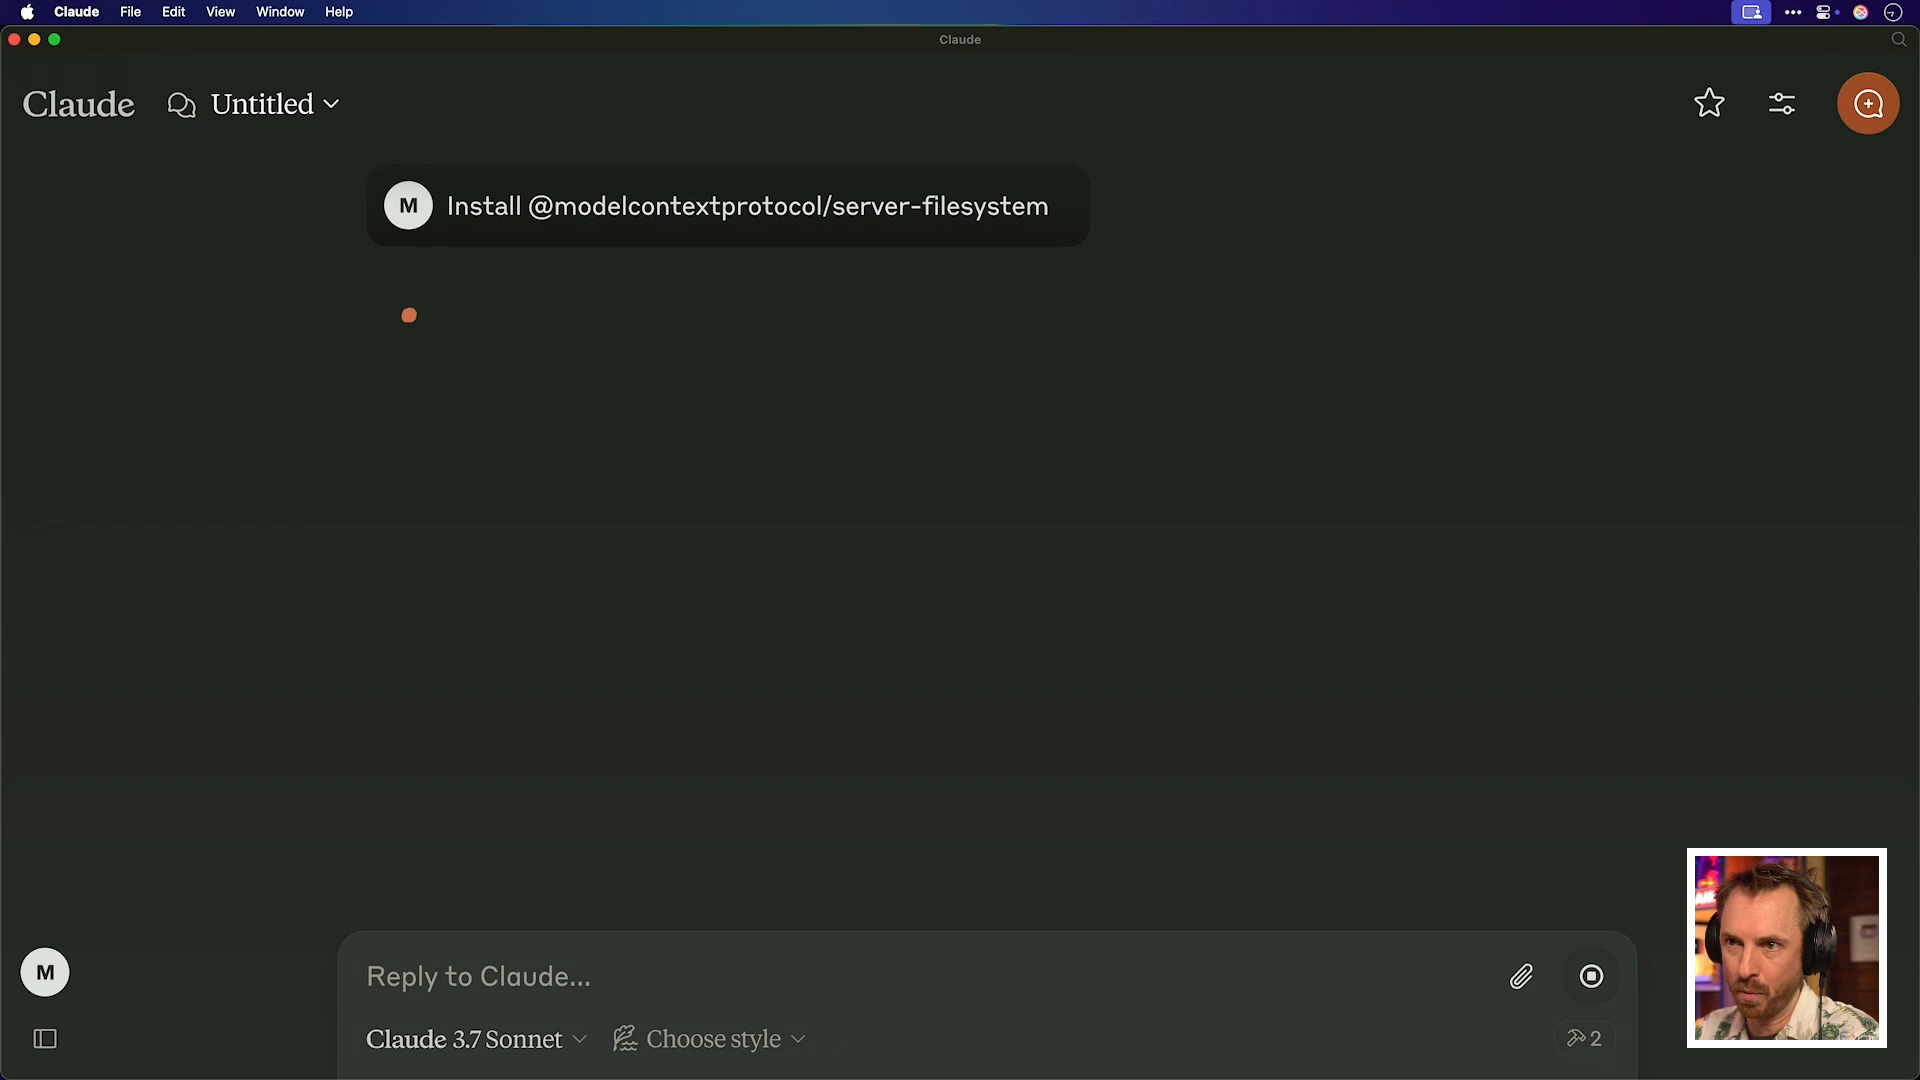 Claude File Edit View Window Help
Claude
Claude Untitled
M Install @modelcontextprotocol/server-filesystem
M
Reply to Claude...
Claude 3.7 Sonnet Choose style 2